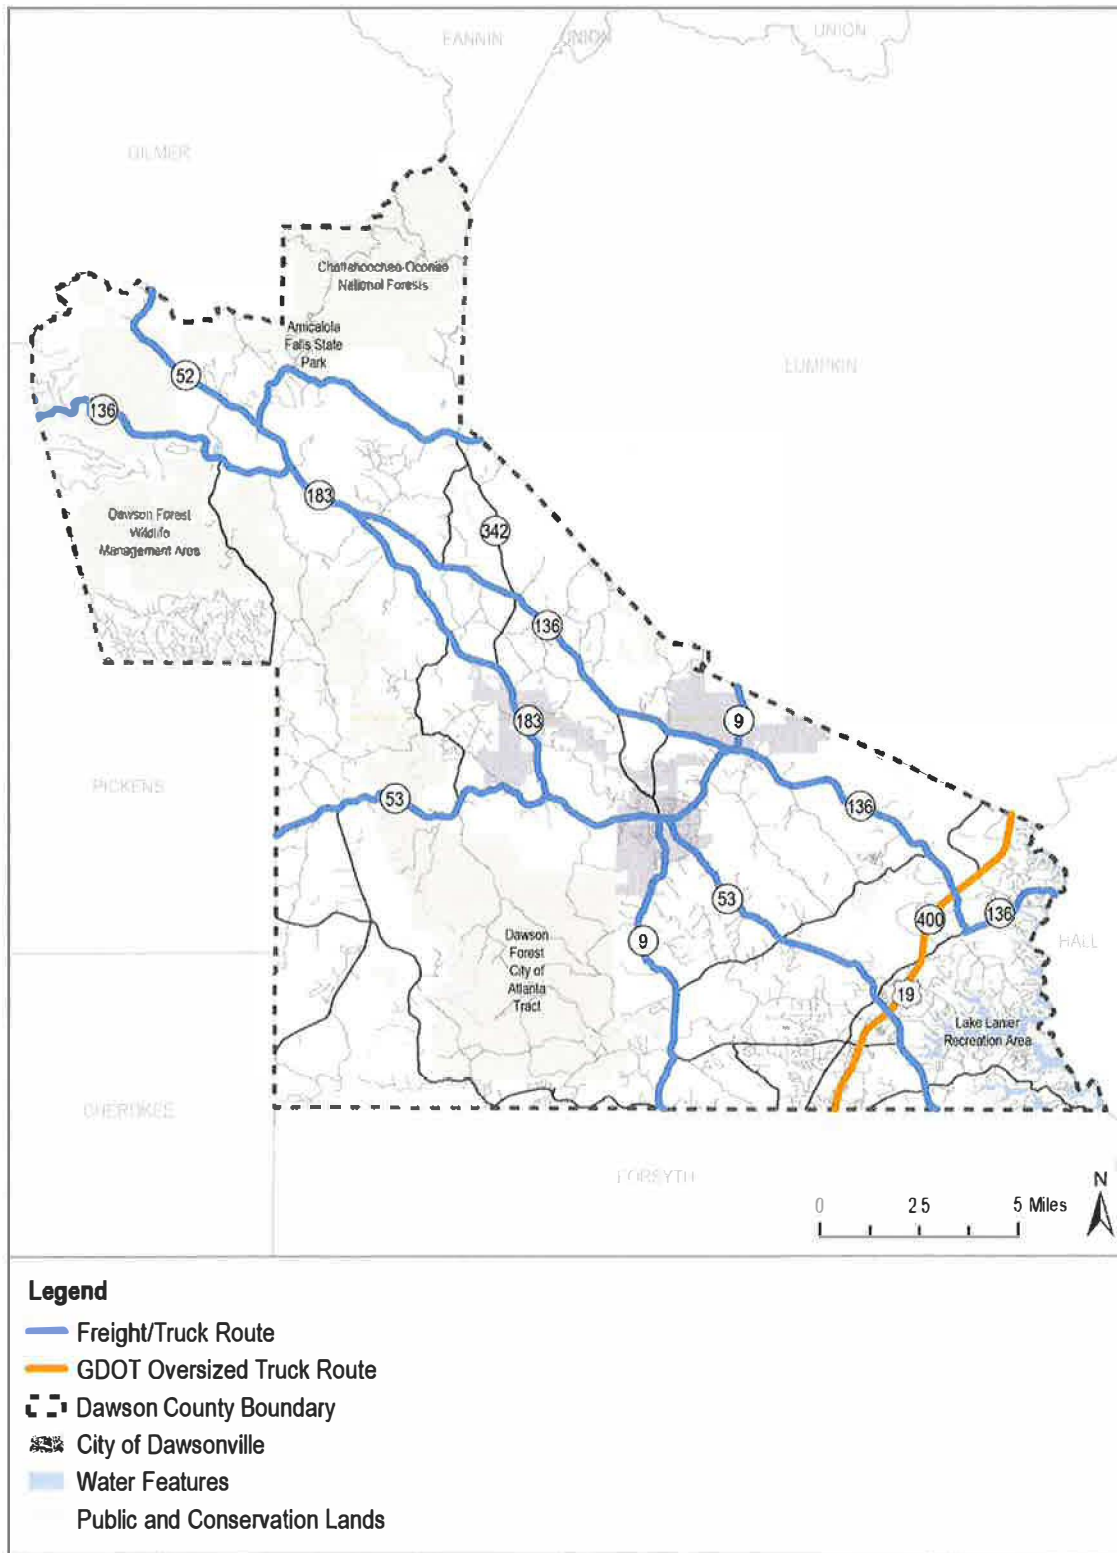 FANNIN
UNION
UNION
GILMER
Chattahoochee-Oconee
National Forests
Amicalola
Falls State
Park
LUMPKIN
52
136
183
342
Dawson Forest
Wildlife
Management Area
136
183
9
PICKENS
53
136
53
400
136
HALL
9
Dawson
Forest
City of
Atlanta
Tract
19
Lake Lanier
Recreation Area
CHEROKEE
FORSYTH
N
0 2.5 5 Miles
Legend
Freight/Truck Route
GDOT Oversized Truck Route
Dawson County Boundary
City of Dawsonville
Water Features
Public and Conservation Lands